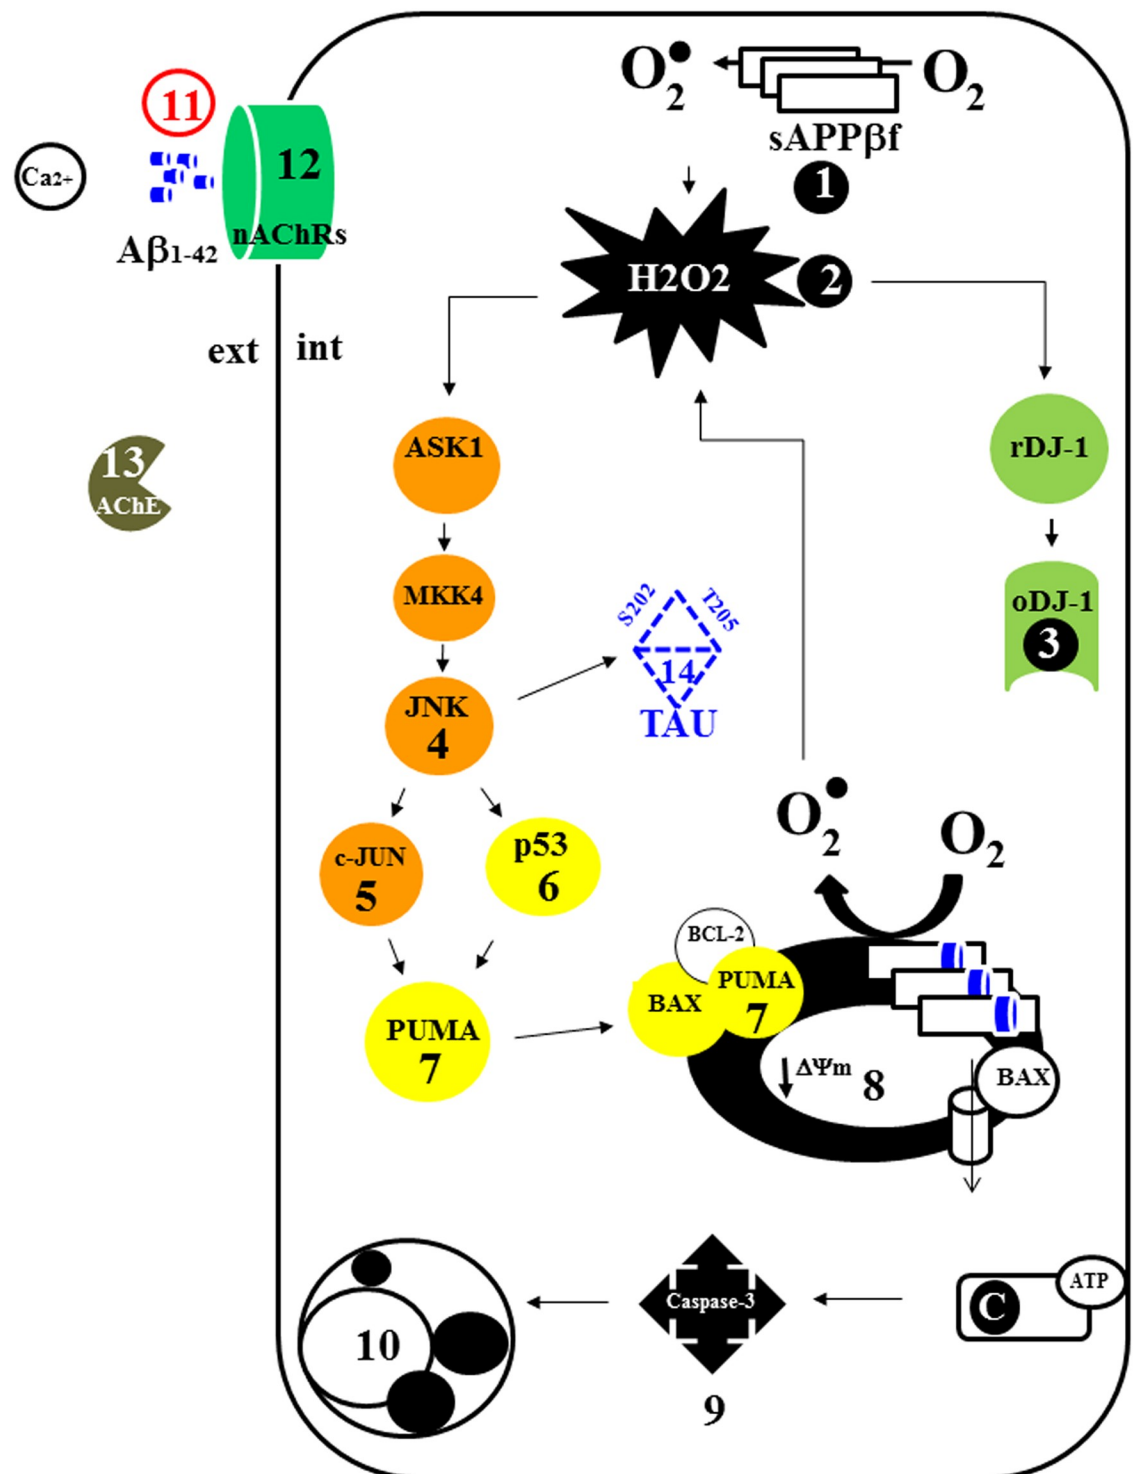 O2• O2
sAPPβf
1
11
12
nAChRs
Ca2+
Aβ1-42
H2O2
2
ext int
ASK1
rDJ-1
13
AChE
MKK4
oDJ-1
3
S202
T205
14
TAU
JNK
4
O2• O2
c-JUN
5
p53
6
BCL-2
PUMA
7
BAX
PUMA
7
ΔΨm
8
BAX
ATP
C
Caspase-3
10
9